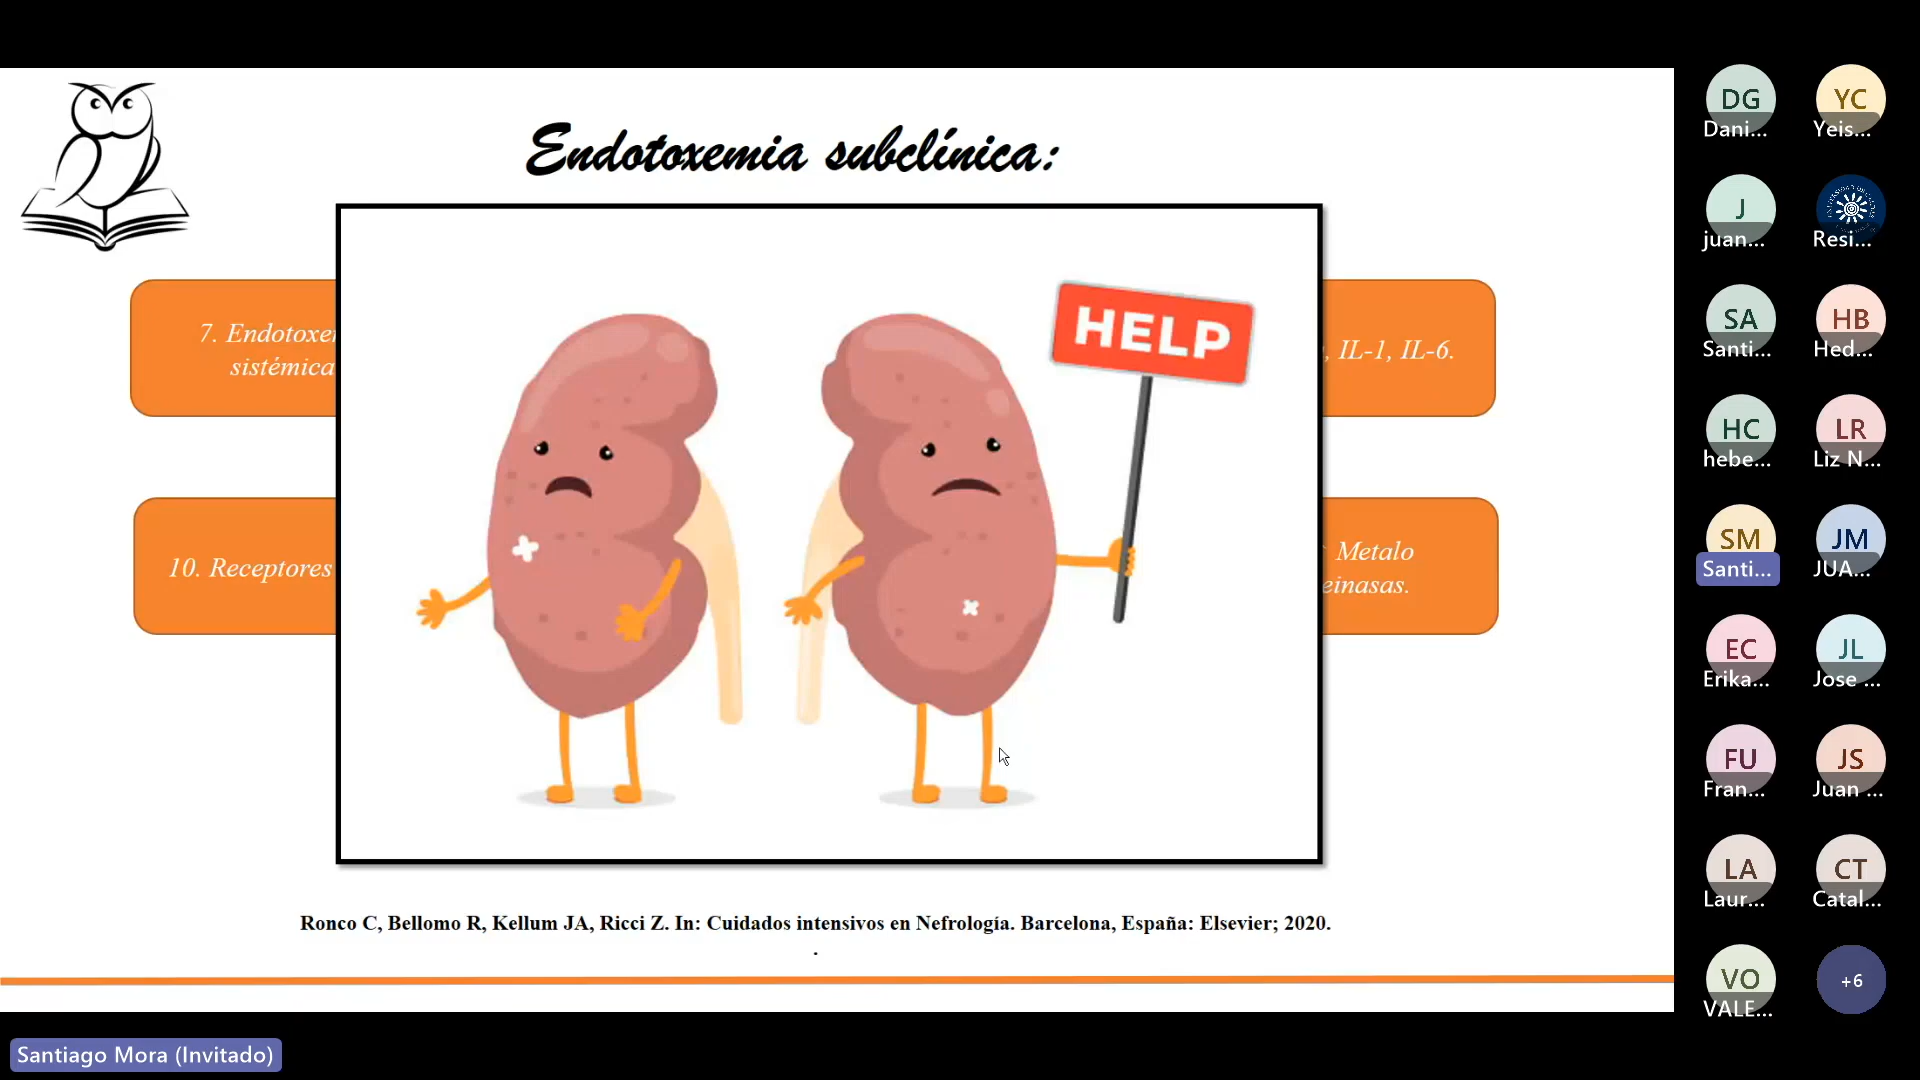 Endotoxemia subclínica:
7. Endotoxe
sistémica
, IL-1, IL-6.
HELP
10. Receptores
Metalo
einasas.
Ronco C, Bellomo R, Kellum JA, Ricci Z. In: Cuidados intensivos en Nefrología. Barcelona, España: Elsevier; 2020.
.
DG
Dani...
YC
Yeis...
J
juan...
Resi...
SA
Santi...
HB
Hed...
HC
hebe...
LR
Liz N...
SM
Santi...
JM
JUA...
EC
Erika...
JL
Jose ...
FU
Fran...
JS
Juan ...
LA
Laur...
CT
Catal...
VO
VALE...
+6
Santiago Mora (Invitado)